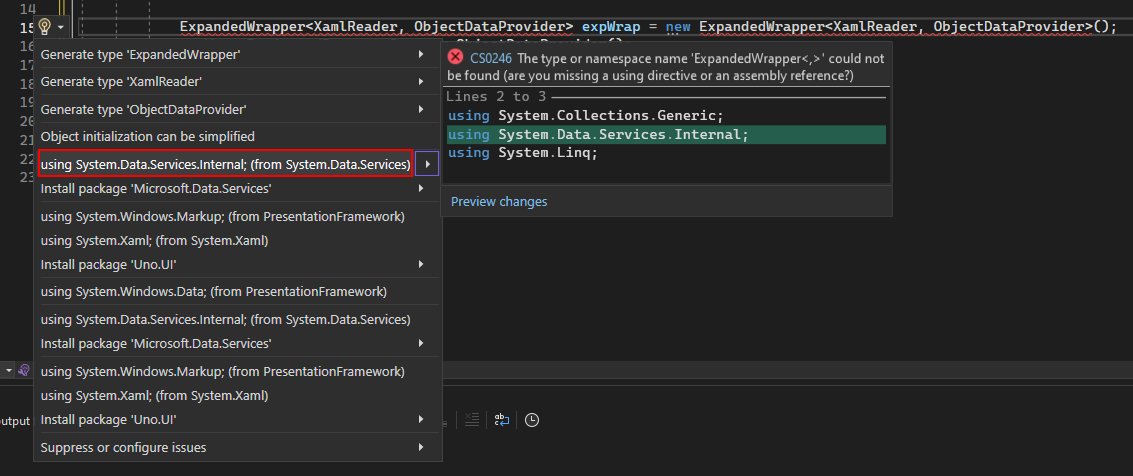 14
15
ExpandedWrapper<XamlReader, ObjectDataProvider> expWrap = new ExpandedWrapper<XamlReader, ObjectDataProvider>();
16
17
18
19
20
21
22
23
Generate type 'ExpandedWrapper'
Generate type 'XamlReader'
Generate type 'ObjectDataProvider'
Object initialization can be simplified
using System.Data.Services.Internal; (from System.Data.Services)
Install package 'Microsoft.Data.Services'
using System.Windows.Markup; (from PresentationFramework)
using System.Xaml; (from System.Xaml)
Install package 'Uno.UI'
using System.Windows.Data; (from PresentationFramework)
using System.Data.Services.Internal; (from System.Data.Services)
Install package 'Microsoft.Data.Services'
using System.Windows.Markup; (from PresentationFramework)
using System.Xaml; (from System.Xaml)
Install package 'Uno.UI'
Suppress or configure issues
CS0246 The type or namespace name 'ExpandedWrapper<,>' could not
be found (are you missing a using directive or an assembly reference?)
Lines 2 to 3
using System.Collections.Generic;
using System.Data.Services.Internal;
using System.Linq;
Preview changes
output